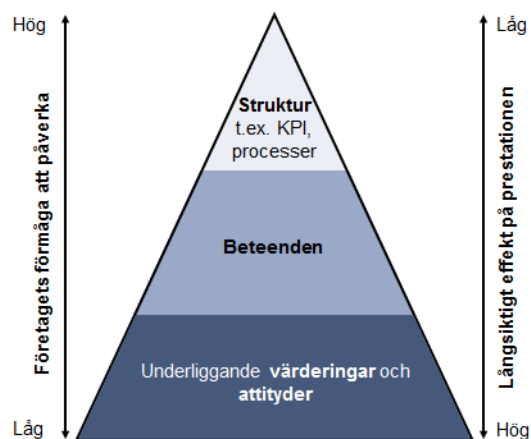 Hög
Låg
Företagets förmåga att påverka
Struktur
t.ex. KPI,
processer
Beteenden
Underliggande värderingar och
attityder
Långsiktigt effekt på prestationen
Låg
Hög